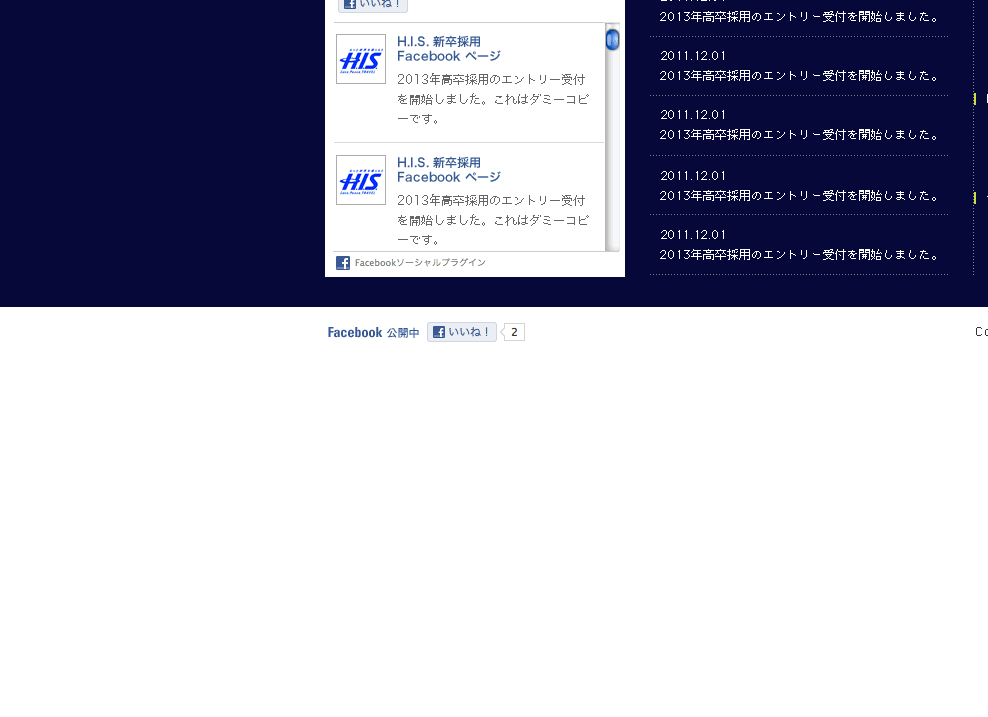 いいね！
H.I.S. 新卒採用
Facebook ページ
2013年高卒採用のエントリー受付
を開始しました。これはダミーコピ
ーです。
H.I.S. 新卒採用
Facebook ページ
2013年高卒採用のエントリー受付
を開始しました。これはダミーコピ
ーです。
Facebookソーシャルプラグイン
2013年高卒採用のエントリー受付を開始しました。
2011.12.01
2013年高卒採用のエントリー受付を開始しました。
2011.12.01
2013年高卒採用のエントリー受付を開始しました。
2011.12.01
2013年高卒採用のエントリー受付を開始しました。
2011.12.01
2013年高卒採用のエントリー受付を開始しました。
Facebook 公開中 いいね！ 2